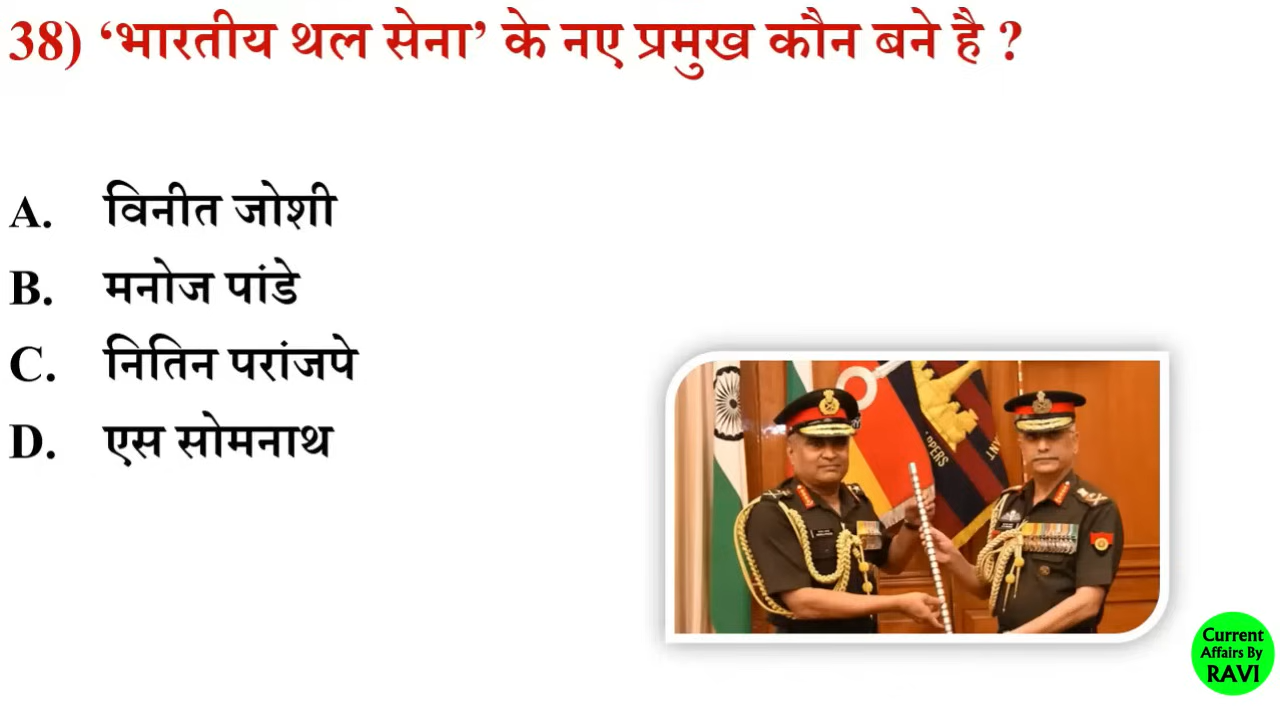 38) ‘भारतीय थल सेना’ के नए प्रमुख कौन बने है ?
A. विनीत जोशी
B. मनोज पांडे
C. नितिन परांजपे
D. एस सोमनाथ
Current
Affairs By
RAVI